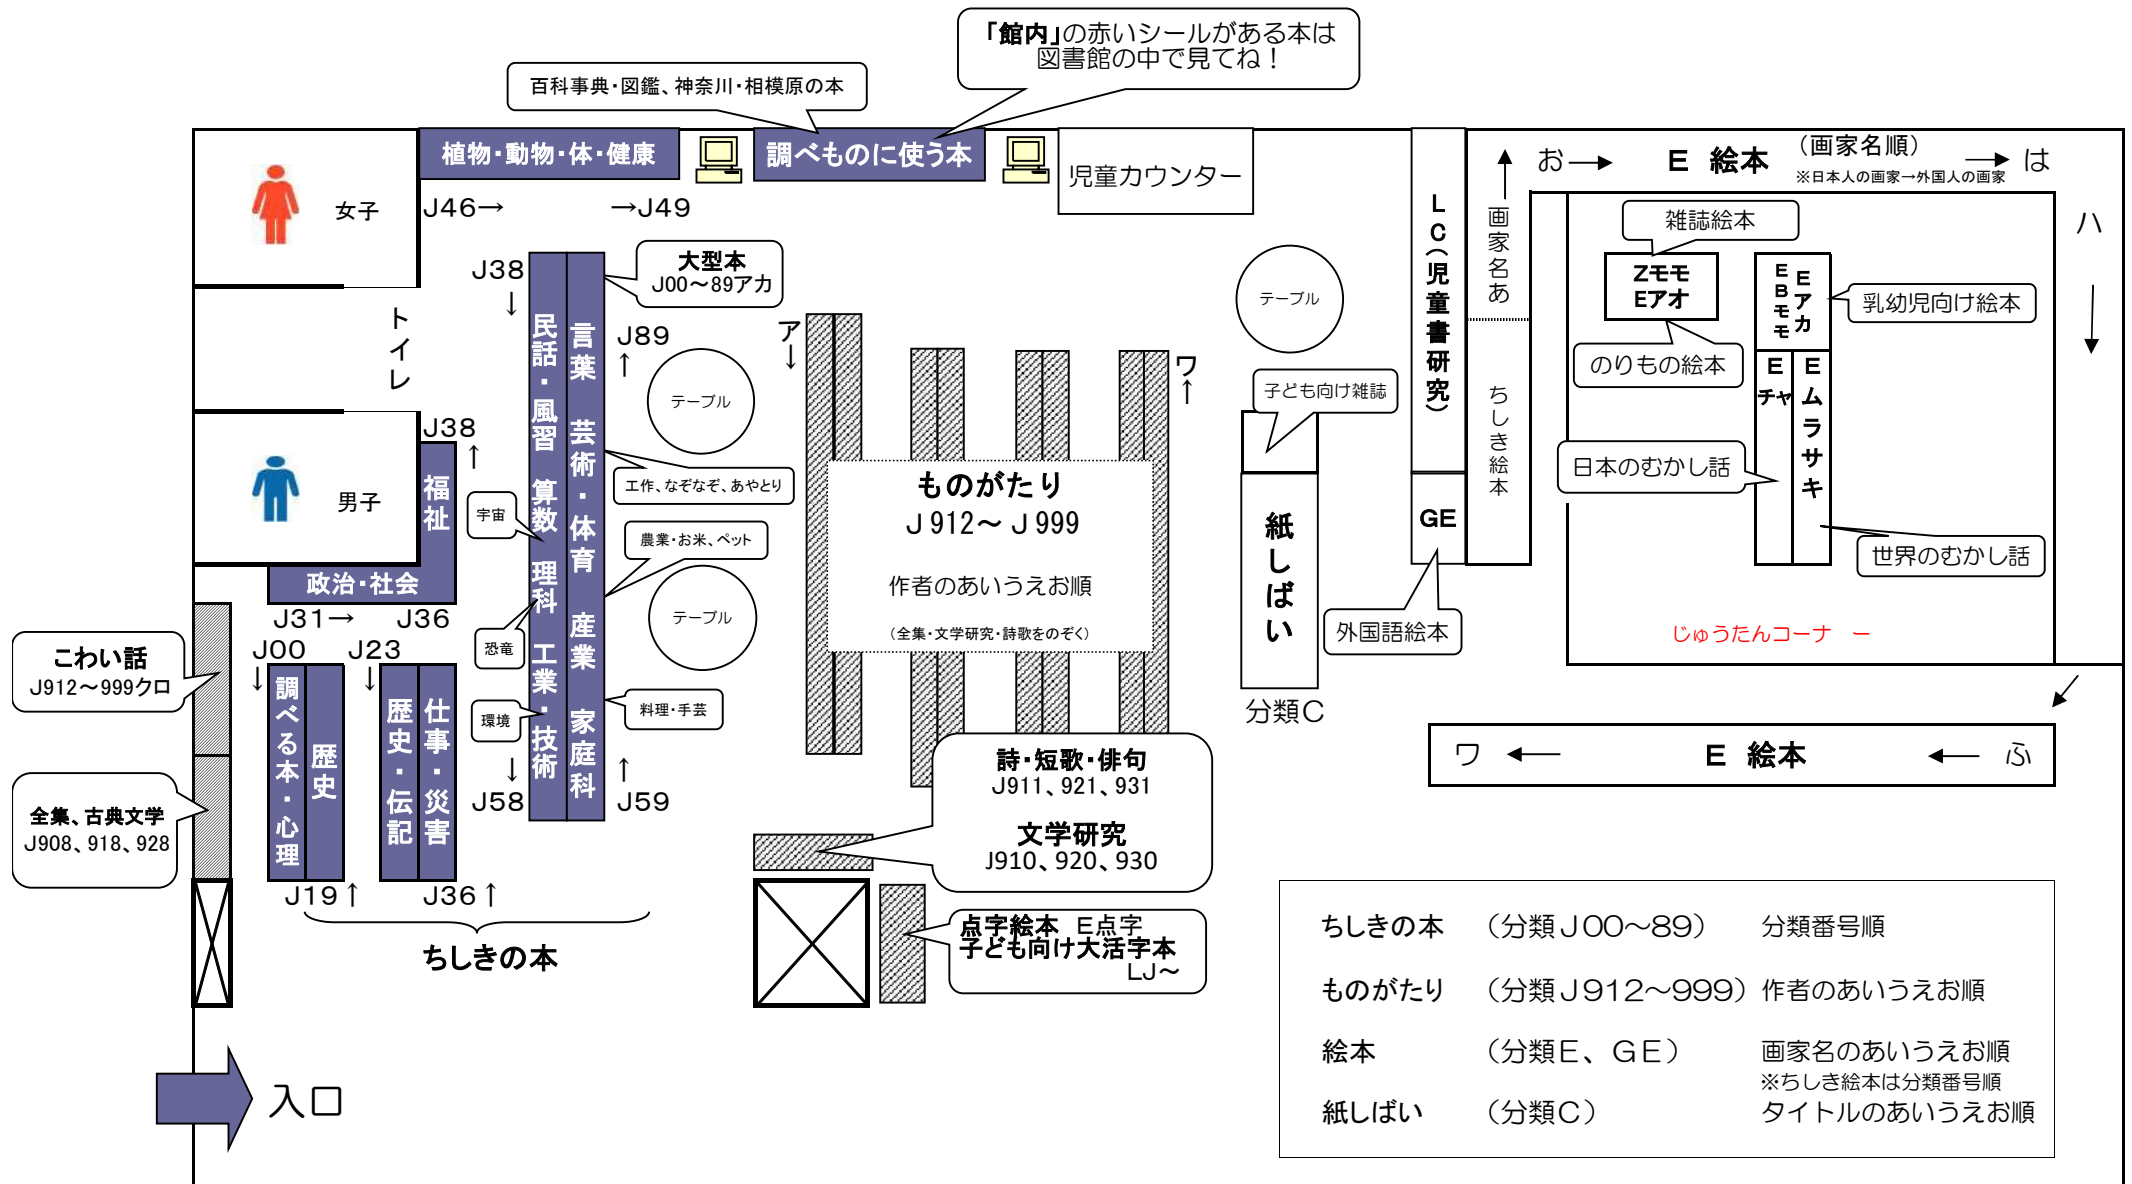 「館内」の赤いシールがある本は
図書館の中で見てね！
百科事典・図鑑、神奈川・相模原の本
植物・動物・体・健康
調べものに使う本
児童カウンター
J46→
→J49
女子
トイレ
男子
J38
↓
大型本
J00～89アカ
民話・風習　算数　理科　工業・技術
言葉　芸術・体育　産業　家庭科
J89
↑
テーブル
工作、なぞなぞ、あやとり
宇宙
農業・お米、ペット
テーブル
恐竜
環境
料理・手芸
↓
J58
↑
J59
J38
↑
福祉
政治・社会
J31→
J36
こわい話
J912～999クロ
全集、古典文学
J908、918、928
J00
↓
調べる本・心理
歴史
J19↑
J23
↓
歴史・伝記
仕事・災害
J36↑
ちしきの本
入口
ア
↓
ワ
↑
ものがたり
J912～J999
作者のあいうえお順
（全集・文学研究・詩歌をのぞく）
詩・短歌・俳句
J911、921、931
文学研究
J910、920、930
点字絵本　E点字
子ども向け大活字本
LJ～
テーブル
子ども向け雑誌
紙しばい
分類C
LC（児童書研究）
GE
外国語絵本
↑
画家名あ
ちしき絵本
お→
E 絵本
（画家名順）
※日本人の画家→外国人の画家
→は
ハ
↓
雑誌絵本
Zモモ
Eアオ
のりもの絵本
EBモモ
Eアカ
乳幼児向け絵本
Eチャ
Eムラサキ
日本のむかし話
世界のむかし話
じゅうたんコーナ　ー
ワ　←　E 絵本　←　ふ
ちしきの本　（分類J00～89）　分類番号順
ものがたり　（分類J912～999）作者のあいうえお順
絵本　（分類E、GE）　画家名のあいうえお順
※ちしき絵本は分類番号順
紙しばい　（分類C）　タイトルのあいうえお順